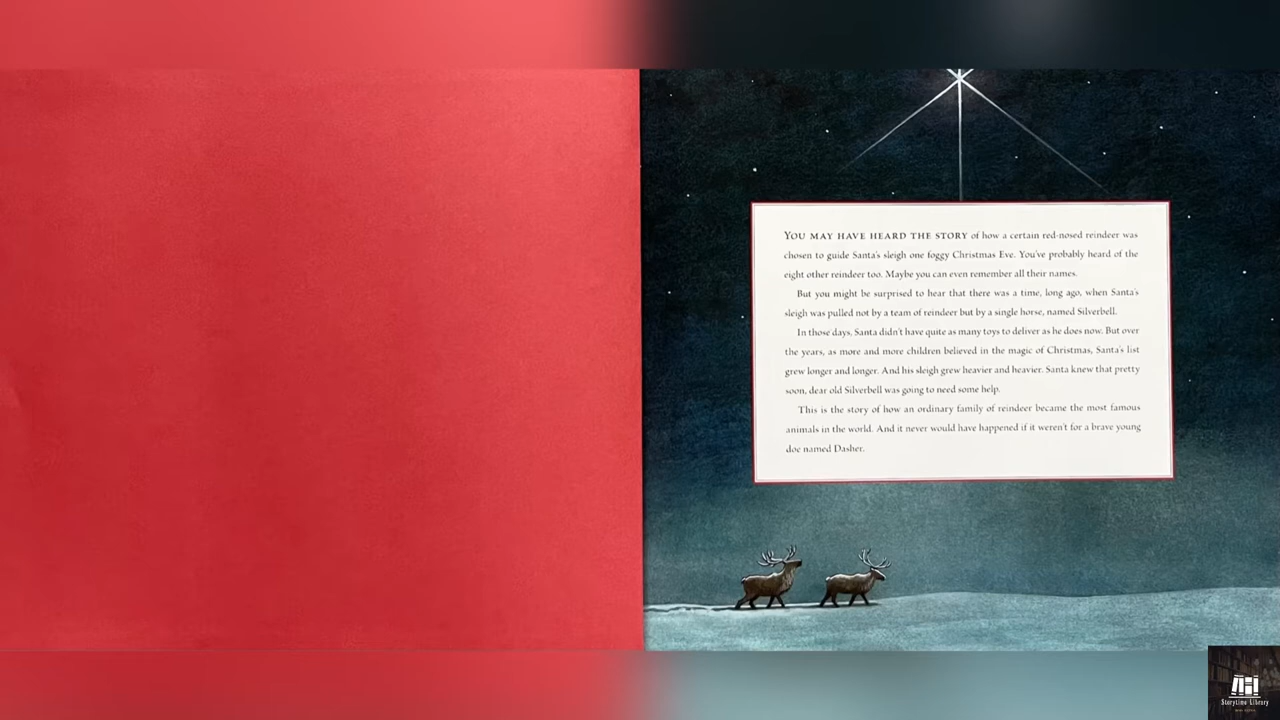 YOU MAY HAVE HEARD THE STORY of how a certain red-nosed reindeer was
chosen to guide Santa's sleigh one foggy Christmas Eve. You've probably heard of the
eight other reindeer too. Maybe you can even remember all their names.
But you might be surprised to hear that there was a time, long ago, when Santa's
sleigh was pulled not by a team of reindeer but by a single horse, named Silverbell.
In those days, Santa didn't have quite as many toys to deliver as he does now. But over
the years, as more and more children believed in the magic of Christmas, Santa's list
grew longer and longer. And his sleigh grew heavier and heavier. Santa knew that pretty
soon, dear old Silverbell was going to need some help.
This is the story of how an ordinary family of reindeer became the most famous
animals in the world. And it never would have happened if it weren't for a brave young
doe named Dasher.
Storytime Library